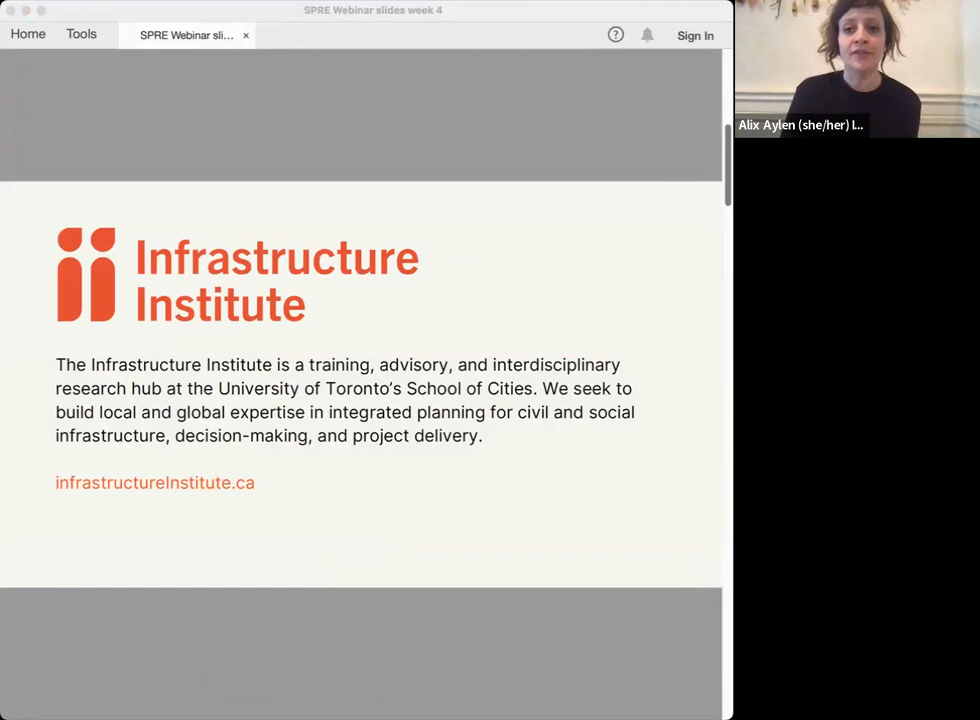 SPRE Webinar slides week 4
Home Tools SPRE Webinar sli... × ? Sign In
Alix Aylen (she/her) I...
Infrastructure
Institute
The Infrastructure Institute is a training, advisory, and interdisciplinary
research hub at the University of Toronto’s School of Cities. We seek to
build local and global expertise in integrated planning for civil and social
infrastructure, decision-making, and project delivery.
infrastructureInstitute.ca